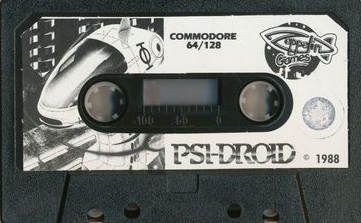 COMMODORE
64/128
Zeppelin
Games
100 50 0
PSI-DROID © 1988